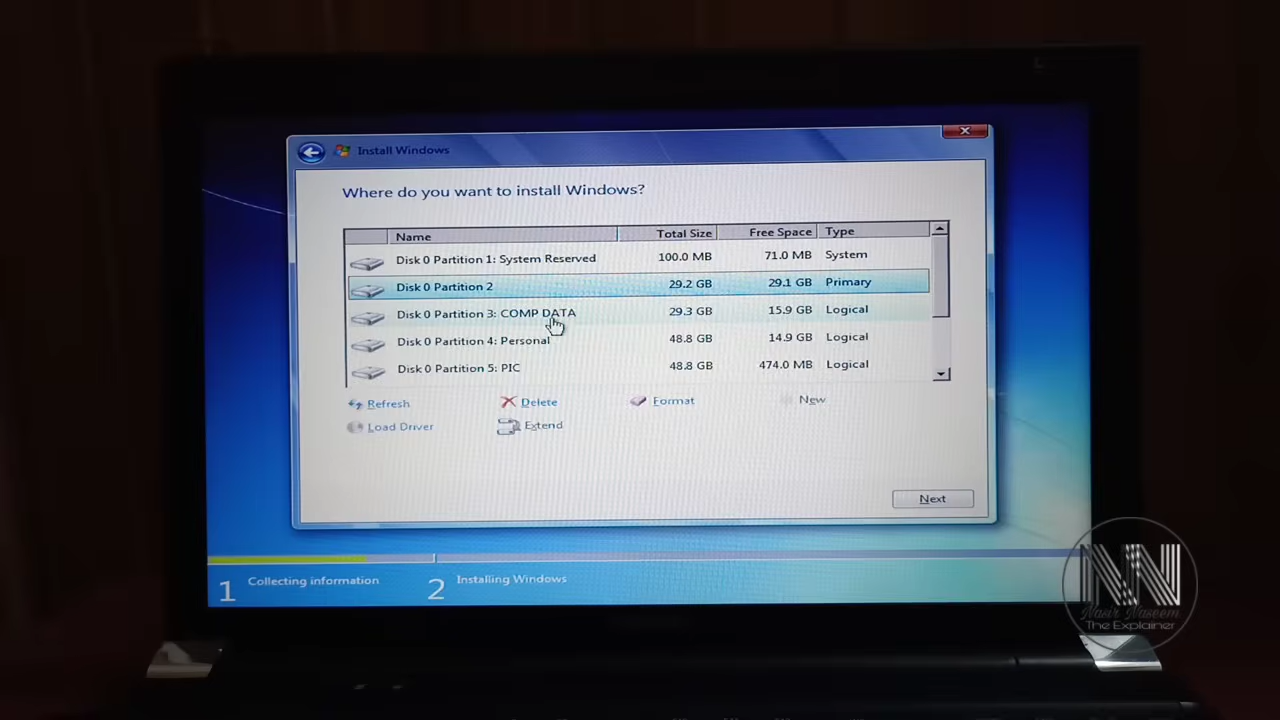 Install Windows
Where do you want to install Windows?
Name Total Size Free Space Type
Disk 0 Partition 1: System Reserved 100.0 MB 71.0 MB System
Disk 0 Partition 2 29.2 GB 29.1 GB Primary
Disk 0 Partition 3: COMP DATA 29.3 GB 15.9 GB Logical
Disk 0 Partition 4: Personal 48.8 GB 14.9 GB Logical
Disk 0 Partition 5: PIC 48.8 GB 474.0 MB Logical
Refresh Delete Format New
Load Driver Extend
Next
1 Collecting information 2 Installing Windows
NN
Nasir Naseem
The Explainer